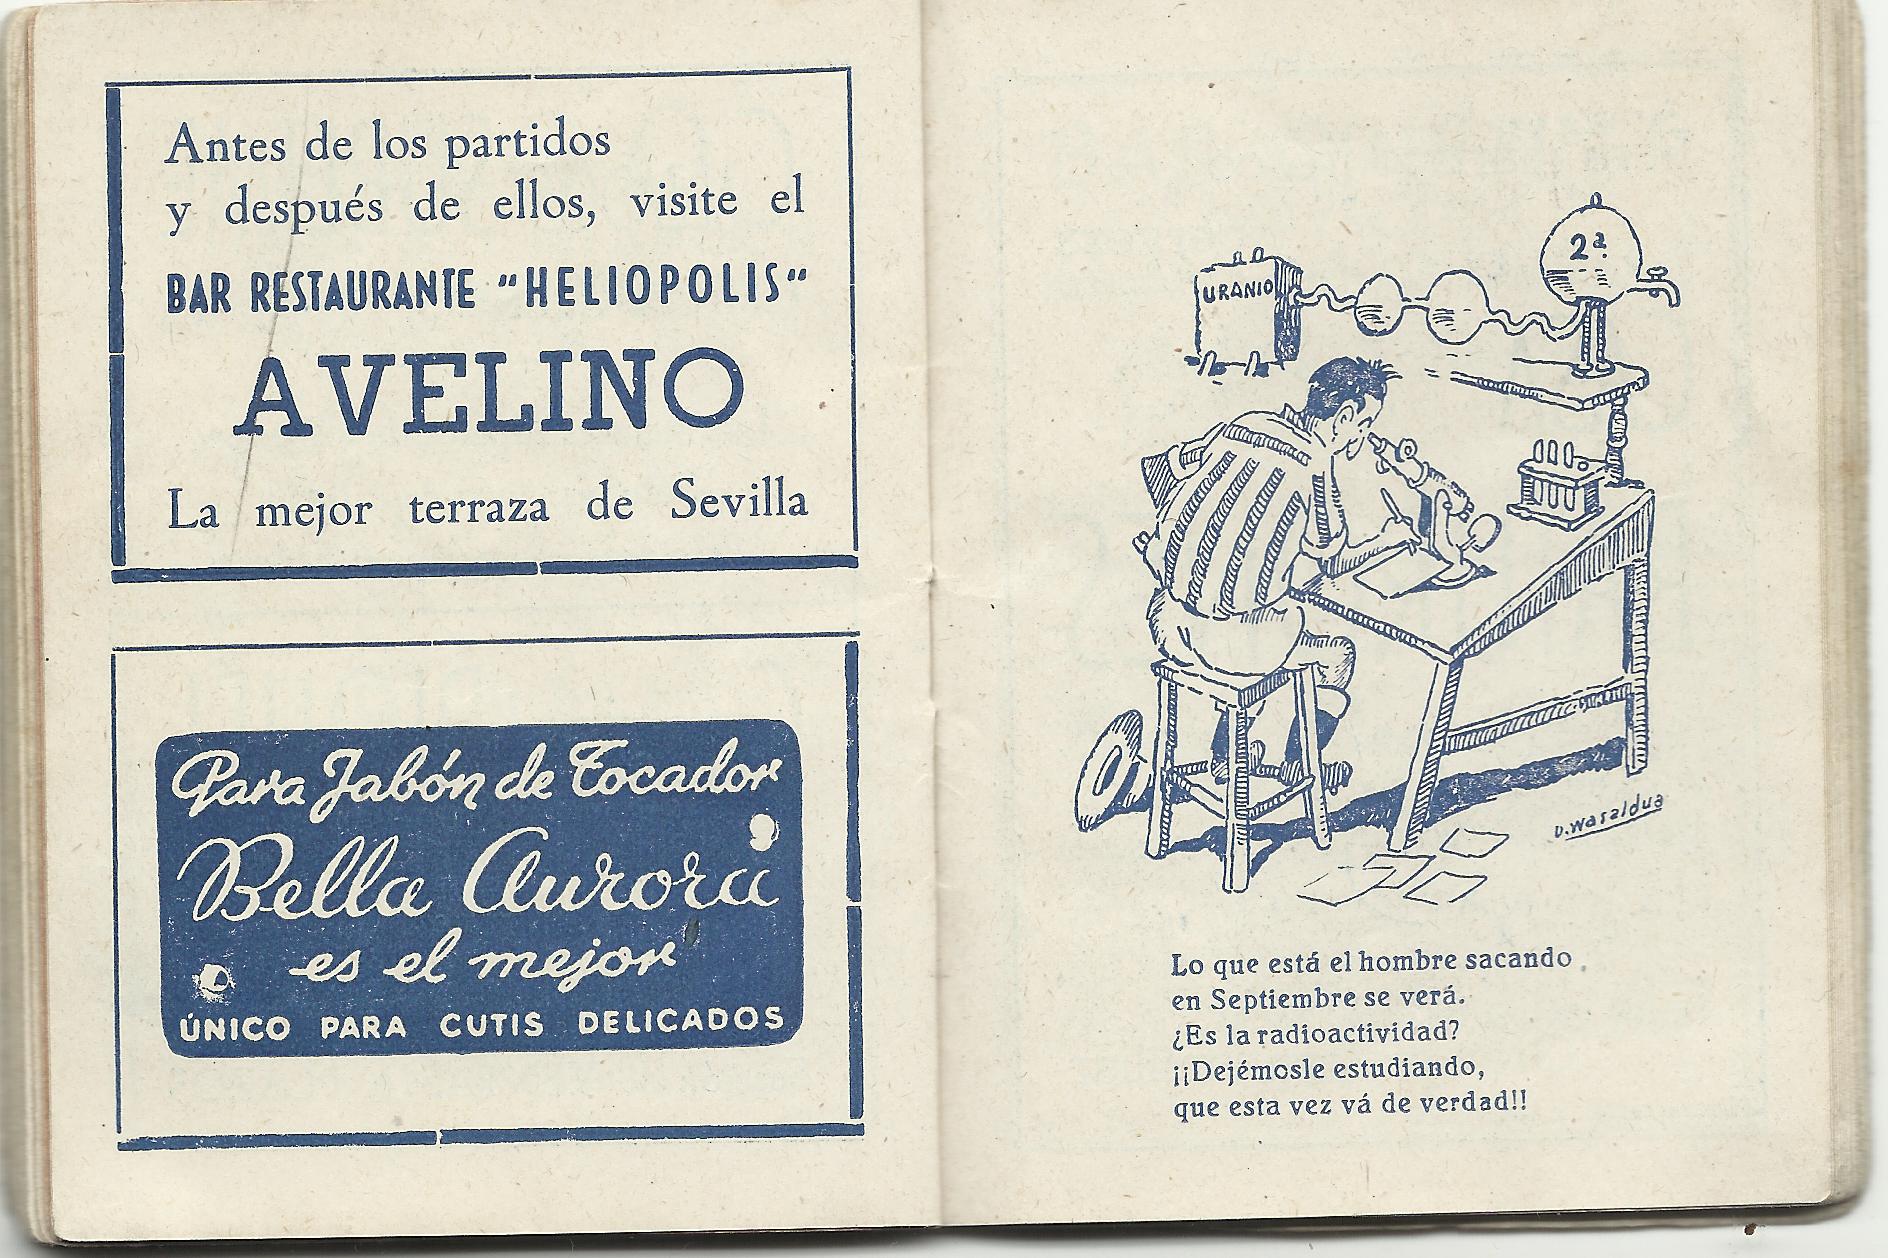 Antes de los partidos
y después de ellos, visite el
BAR RESTAURANTE "HELIOPOLIS"
AVELINO
La mejor terraza de Sevilla
Para Jabón de Tocador
Bella Aurora
es el mejor
ÚNICO PARA CUTIS DELICADOS
URANIO
2ª.
U. Wasaldua
Lo que está el hombre sacando
en Septiembre se verá.
¿Es la radioactividad?
¡¡Dejémosle estudiando,
que esta vez vá de verdad!!